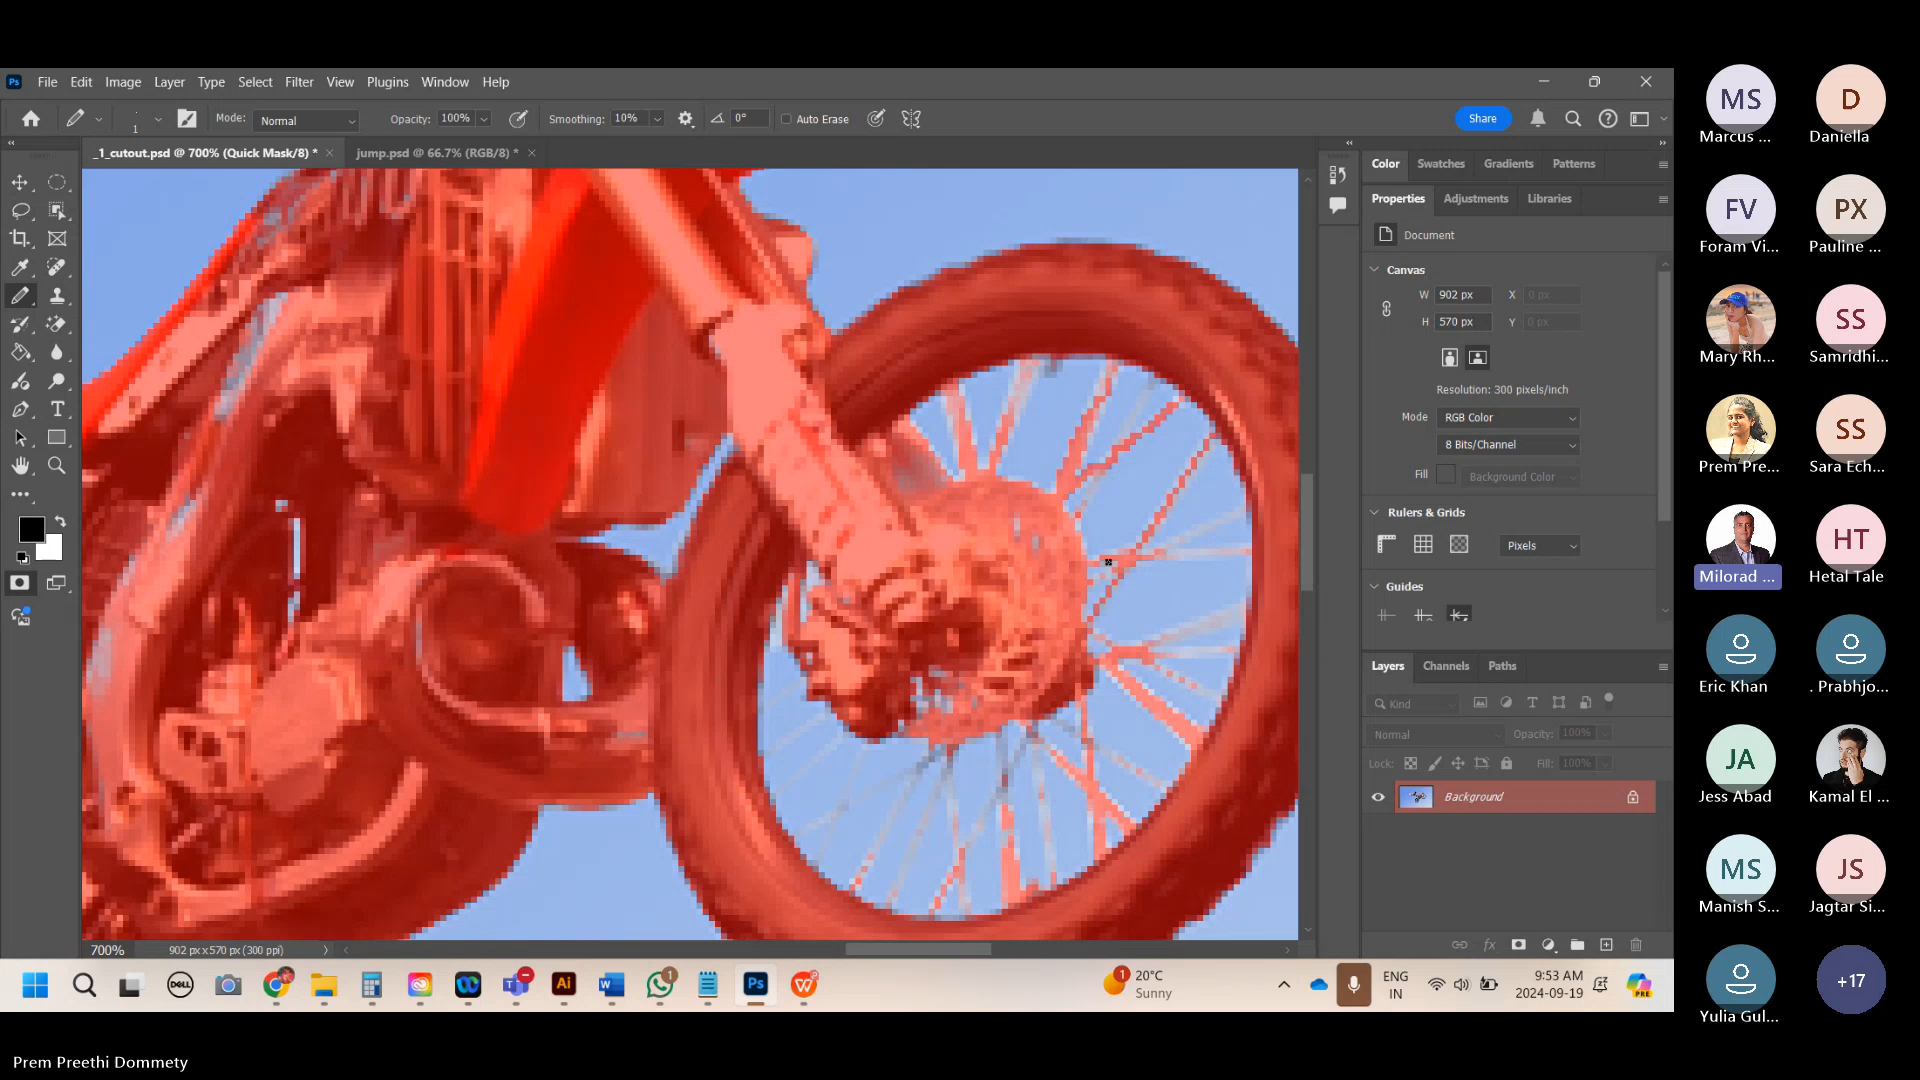 Ps File Edit Image Layer Type Select Filter View Plugins Window Help
1 Mode: Normal Opacity: 100% Smoothing: 10% 0° Auto Erase Share
_1_cutout.psd @ 700% (Quick Mask/8) * jump.psd @ 66.7% (RGB/8) *
Color Swatches Gradients Patterns
Properties Adjustments Libraries
Document
Canvas
W 902 px X 0 px
H 570 px Y 0 px
Resolution: 300 pixels/inch
Mode RGB Color
8 Bits/Channel
Fill Background Color
Rulers & Grids
Pixels
Guides
Layers Channels Paths
Kind
Normal Opacity: 100%
Lock: Fill: 100%
Background
700% 902 px x 570 px (300 ppi)
DELL Ai W 1 Ps
1 20°C
Sunny
ENG
IN
9:53 AM
2024-09-19
PRE
MS
Marcus ...
D
Daniella
FV
Foram Vi...
PX
Pauline ...
Mary Rh...
SS
Samridhi...
Prem Pre...
SS
Sara Ech...
Milorad ...
HT
Hetal Tale
Eric Khan
. Prabhjo...
JA
Jess Abad
Kamal El ...
MS
Manish S...
JS
Jagtar Si...
Yulia Gul...
+17
Prem Preethi Dommety